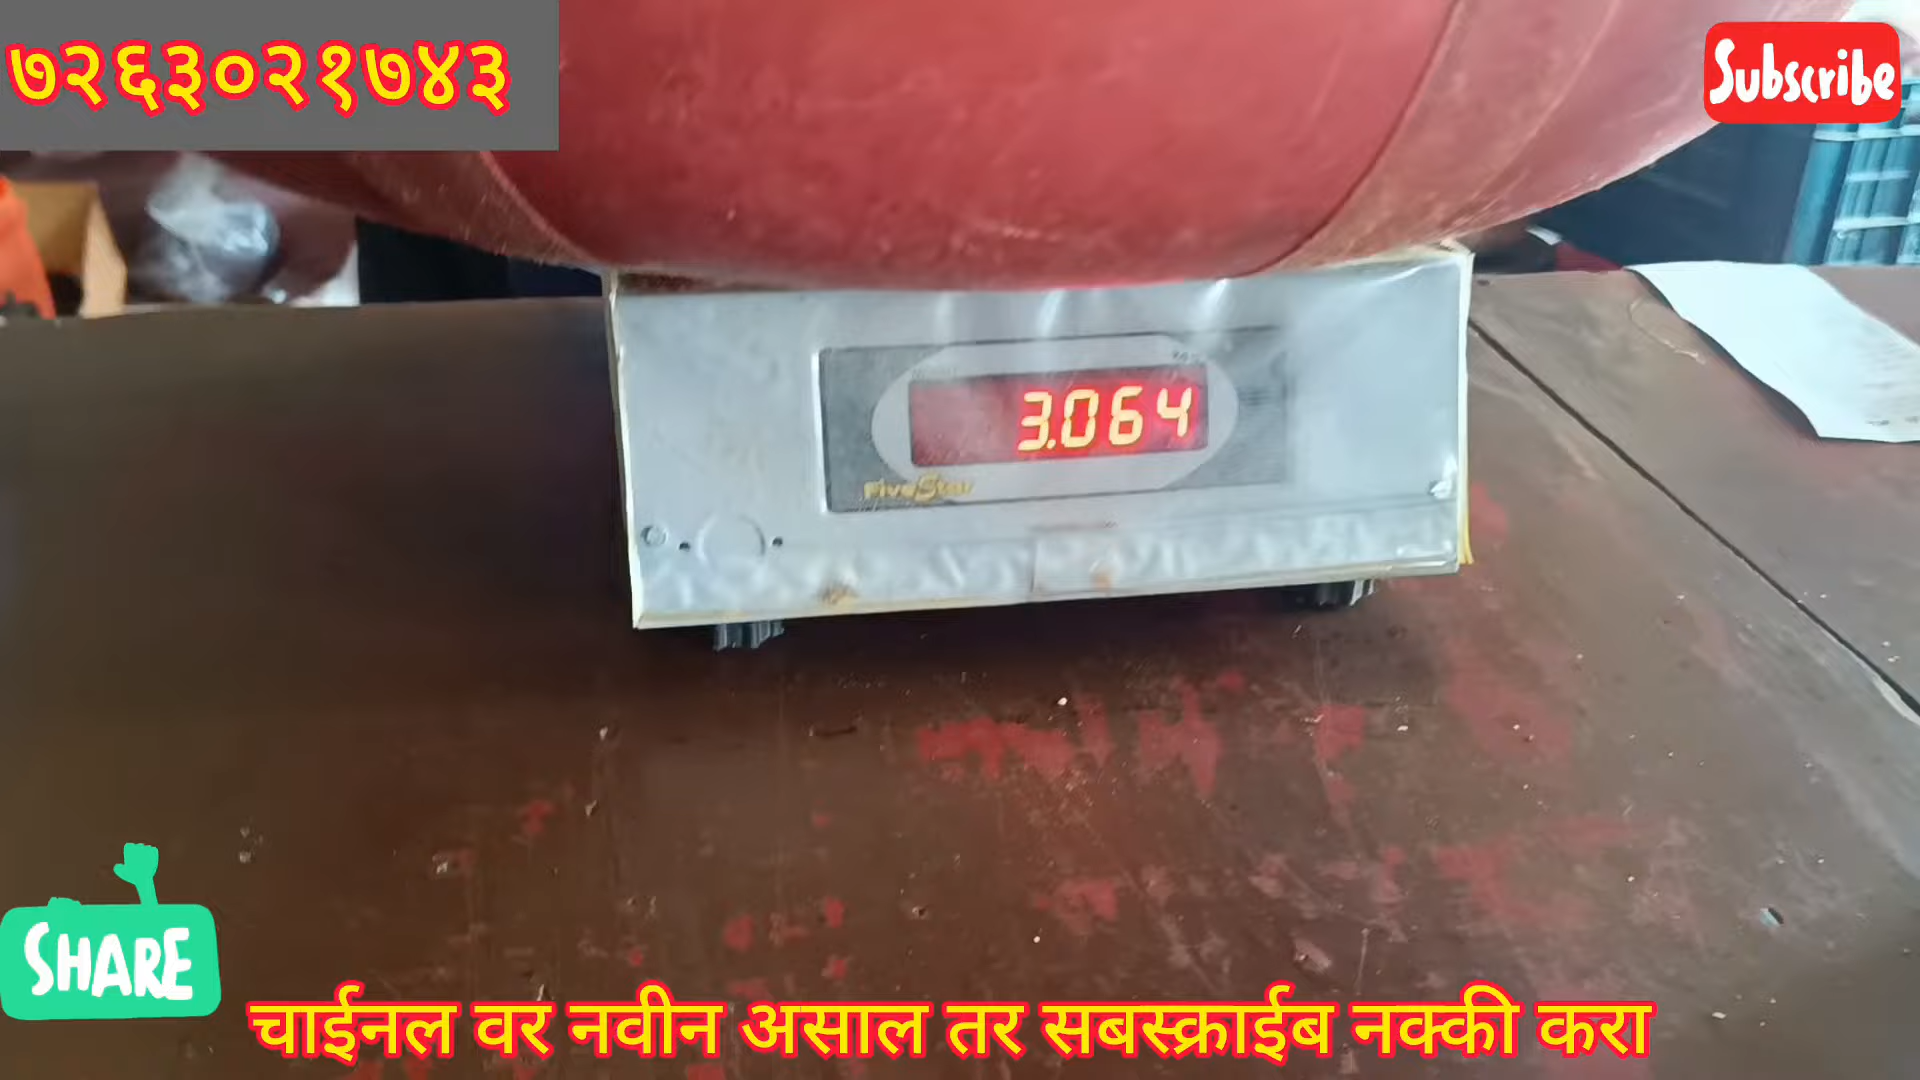 ७२६३०२१७४३
Subscribe
3.064
FiveStar
SHARE
चाईनल वर नवीन असाल तर सबस्क्राईब नक्की करा